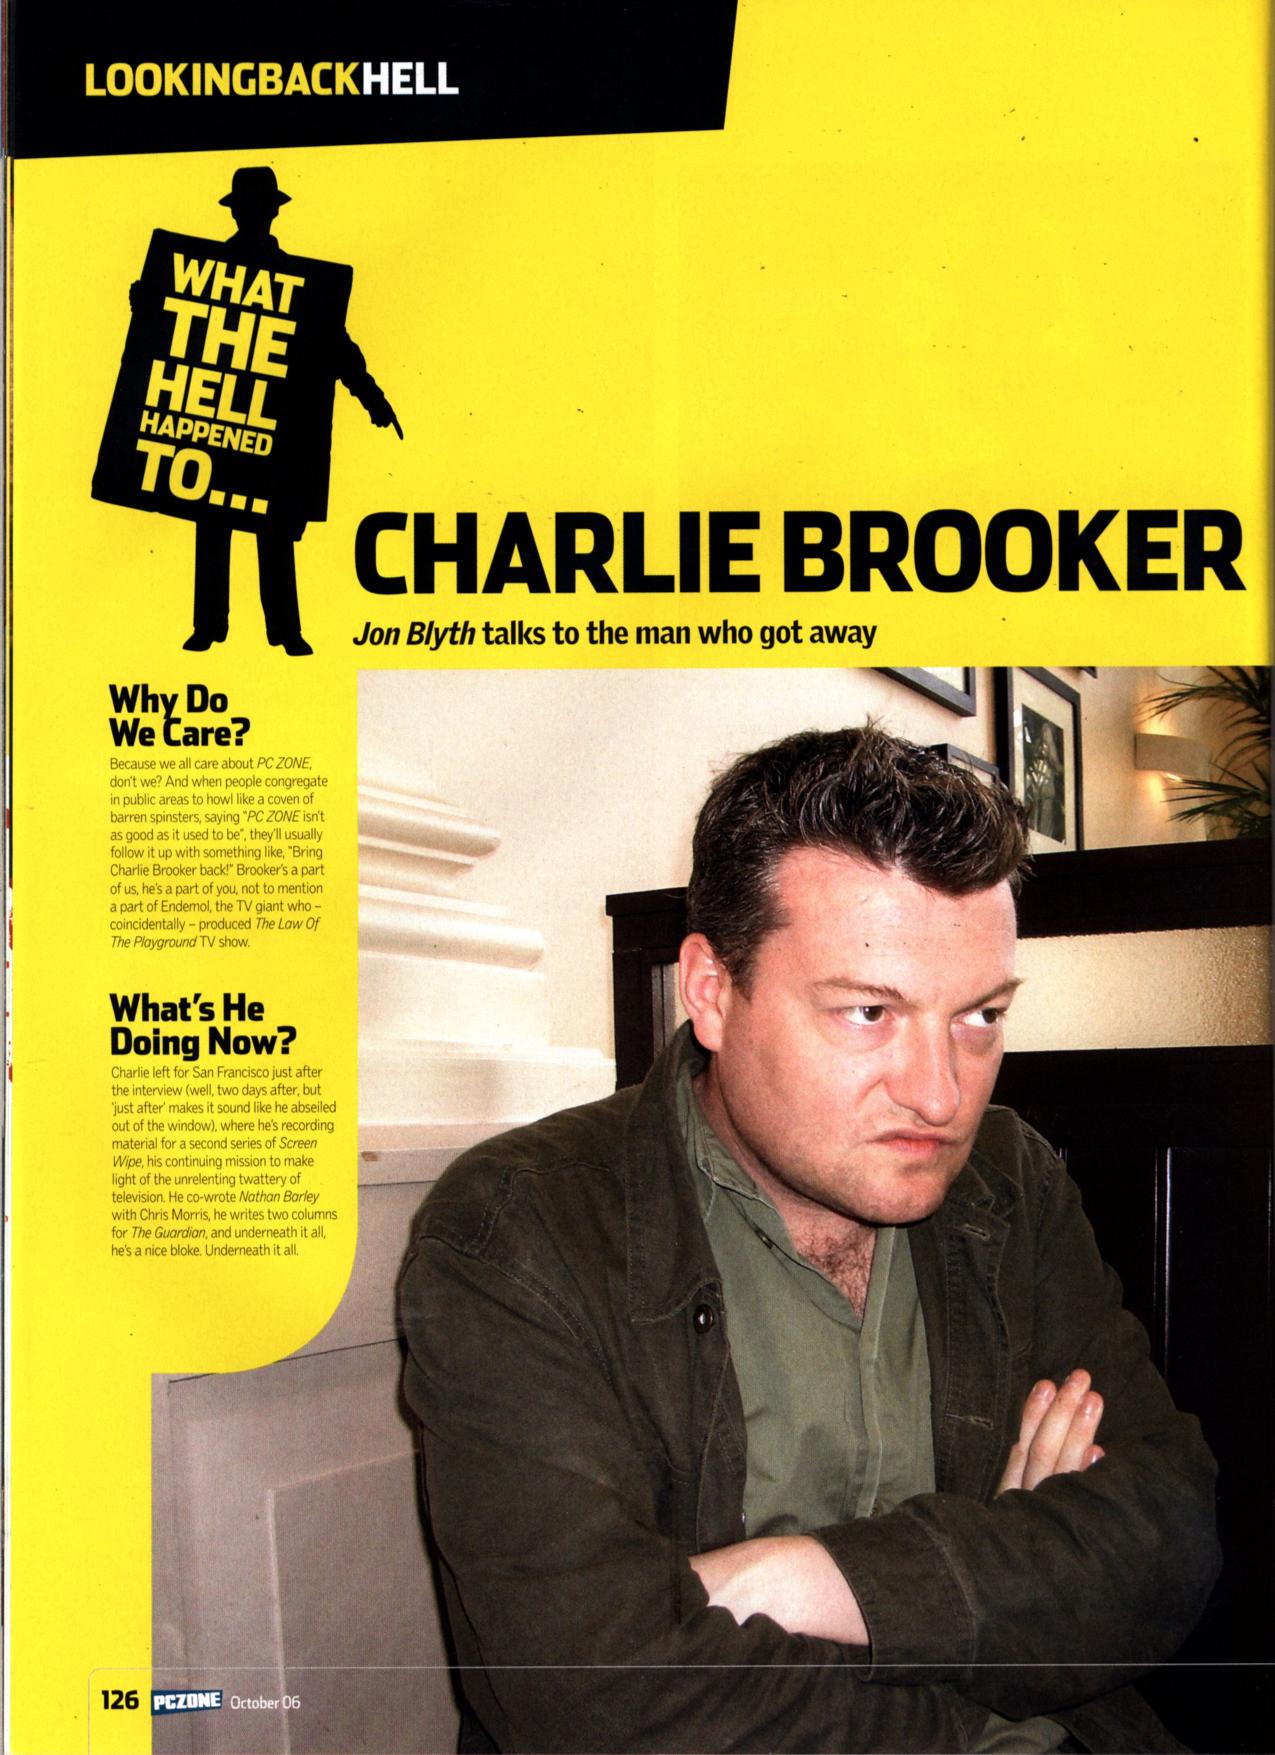 LOOKINGBACKHELL
WHAT
THE
HELL
HAPPENED
TO...
CHARLIE BROOKER
Jon Blyth talks to the man who got away
Why Do
We Care?
Because we all care about PC ZONE,
don't we? And when people congregate
in public areas to howl like a coven of
barren spinsters, saying "PC ZONE isn't
as good as it used to be", they'll usually
follow it up with something like, "Bring
Charlie Brooker back!" Brooker's a part
of us, he's a part of you, not to mention
a part of Endemol, the TV giant who –
coincidentally – produced The Law Of
The Playground TV show.
What's He
Doing Now?
Charlie left for San Francisco just after
the interview (well, two days after, but
'just after' makes it sound like he abseiled
out of the window), where he's recording
material for a second series of Screen
Wipe, his continuing mission to make
light of the unrelenting twattery of
television. He co-wrote Nathan Barley
with Chris Morris, he writes two columns
for The Guardian, and underneath it all,
he's a nice bloke. Underneath it all.
126 PCZONE October 06